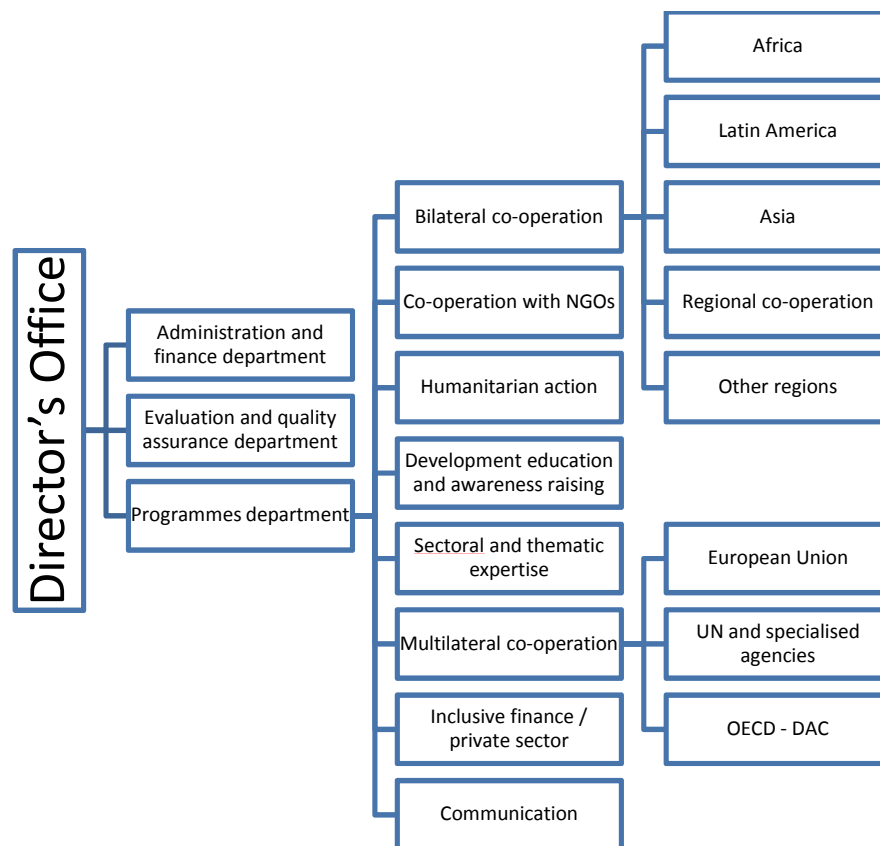 Director's Office
Administration and
finance department
Evaluation and quality
assurance department
Programmes department
Bilateral co-operation
Co-operation with NGOs
Humanitarian action
Development education
and awareness raising
Sectoral and thematic
expertise
Multilateral co-operation
Inclusive finance /
private sector
Communication
Africa
Latin America
Asia
Regional co-operation
Other regions
European Union
UN and specialised
agencies
OECD - DAC